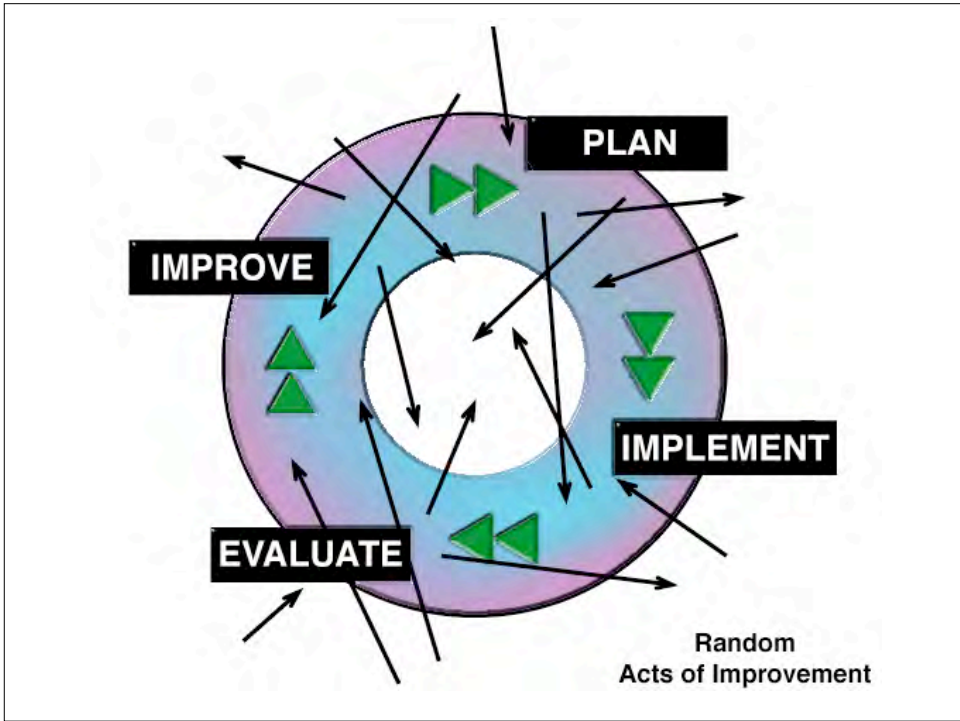 PLAN
IMPROVE
IMPLEMENT
EVALUATE
Random
Acts of Improvement